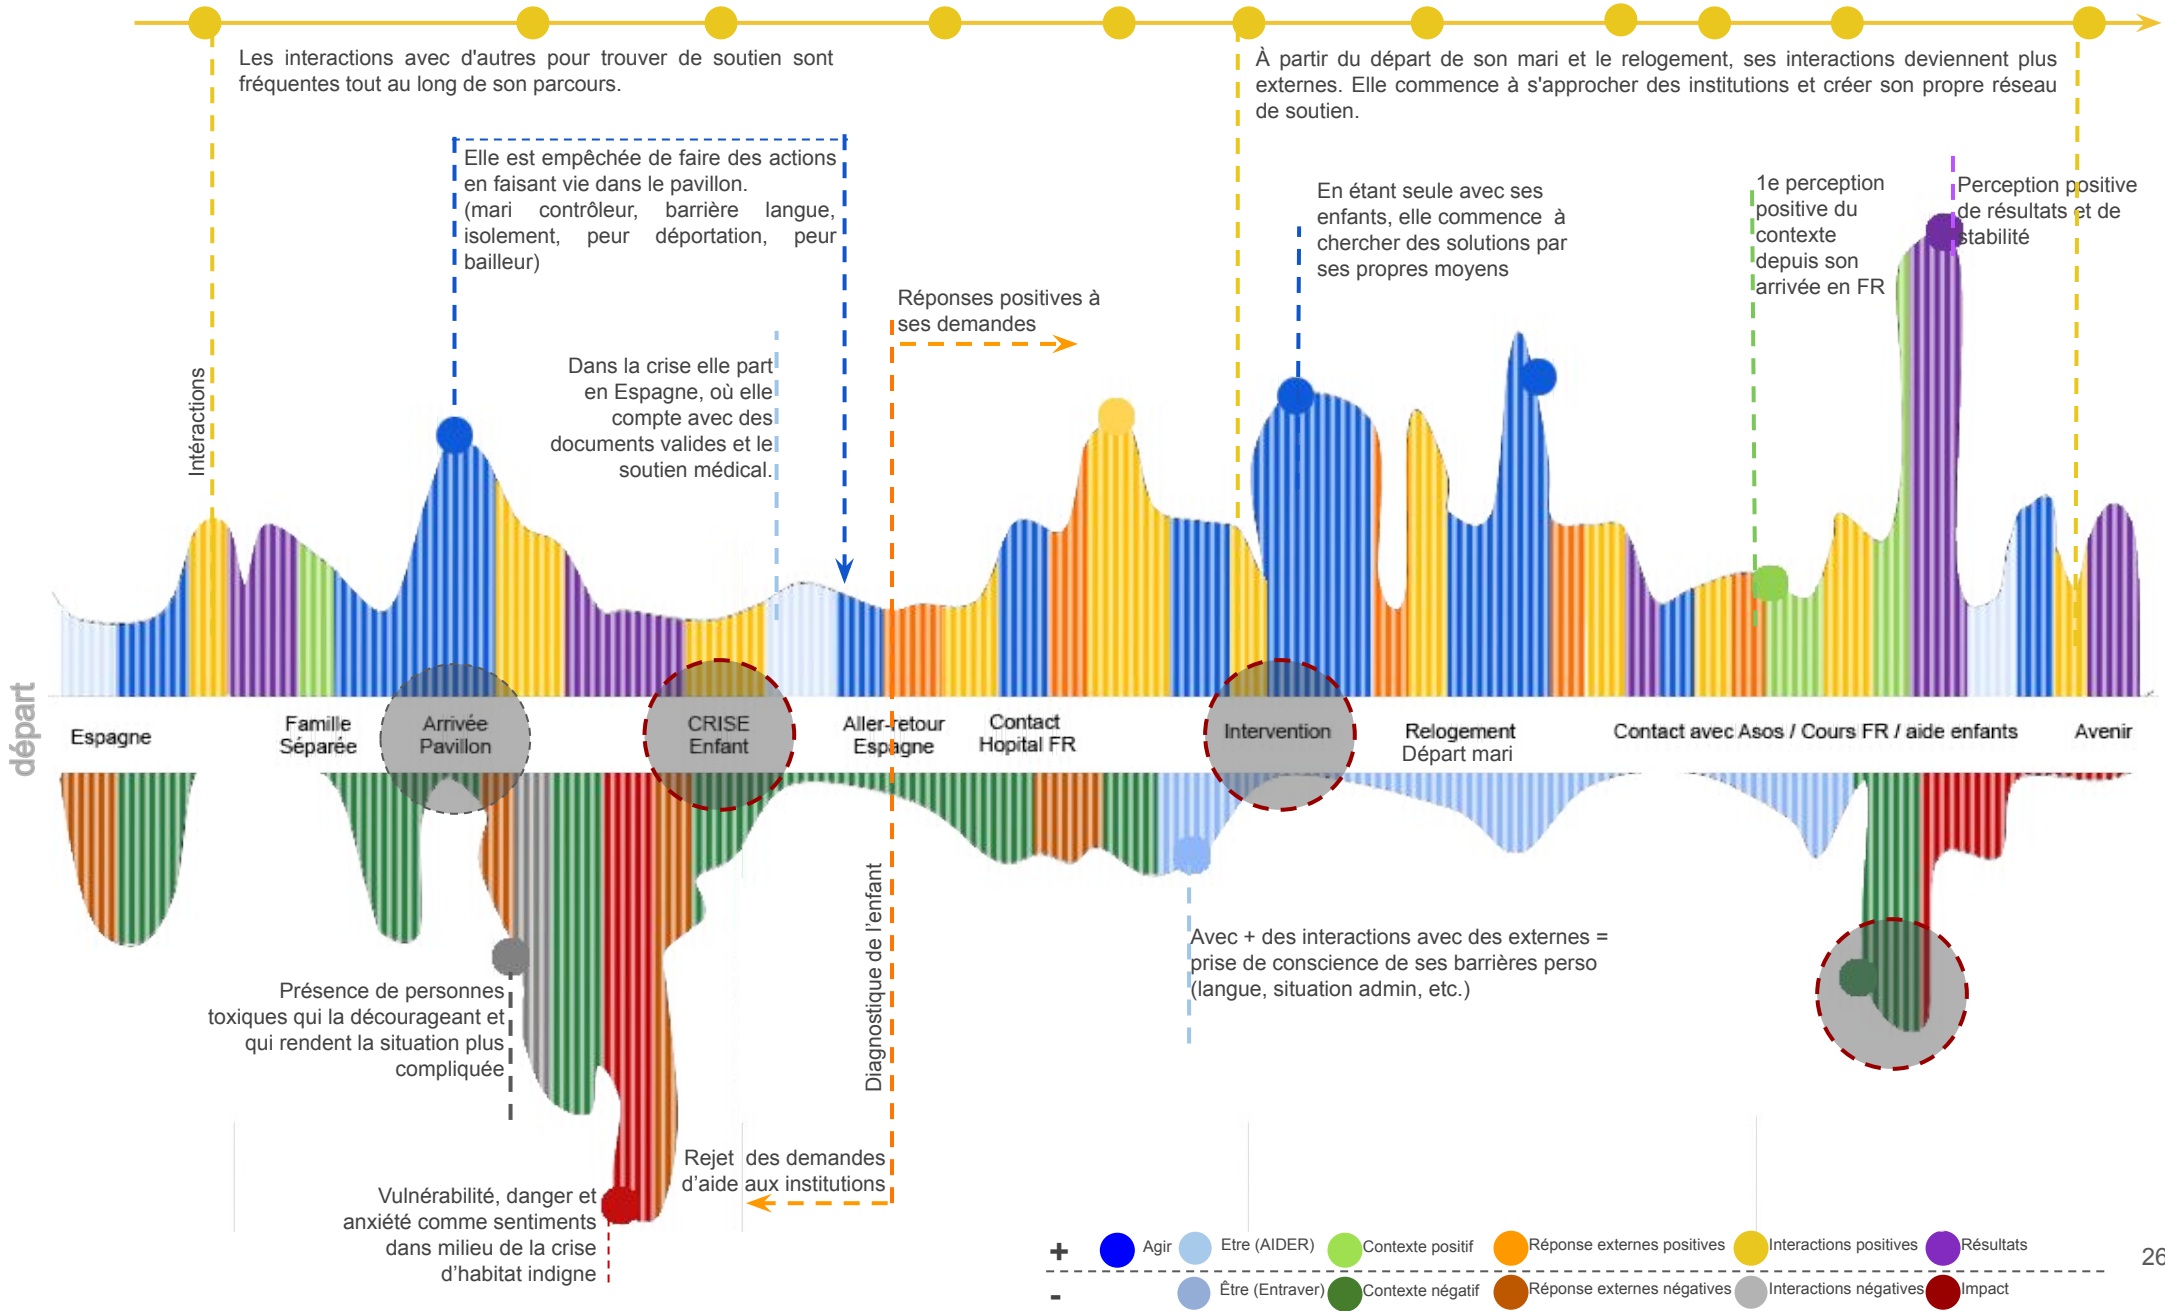 Les interactions avec d'autres pour trouver de soutien sont
fréquentes tout au long de son parcours.
À partir du départ de son mari et le relogement, ses interactions deviennent plus
externes. Elle commence à s'approcher des institutions et créer son propre réseau
de soutien.
Elle est empêchée de faire des actions
en faisant vie dans le pavillon.
(mari contrôleur, barrière langue,
isolement, peur déportation, peur
bailleur)
En étant seule avec ses
enfants, elle commence à
chercher des solutions par
ses propres moyens
1e perception
positive du
contexte
depuis son
arrivée en FR
Perception positive
de résultats et de
stabilité
Réponses positives à
ses demandes
Dans la crise elle part
en Espagne, où elle
compte avec des
documents valides et le
soutien médical.
Intéractions
départ
Espagne
Famille
Séparée
Arrivée
Pavillon
CRISE
Enfant
Aller-retour
Espagne
Contact
Hopital FR
Intervention
Relogement
Départ mari
Contact avec Asos / Cours FR / aide enfants
Avenir
Diagnostique de l'enfant
Avec + des interactions avec des externes =
prise de conscience de ses barrières perso
(langue, situation admin, etc.)
Présence de personnes
toxiques qui la décourageant et
qui rendent la situation plus
compliquée
Rejet des demandes
d'aide aux institutions
Vulnérabilité, danger et
anxiété comme sentiments
dans milieu de la crise
d'habitat indigne
+ Agir Etre (AIDER) Contexte positif Réponse externes positives Interactions positives Résultats
- Être (Entraver) Contexte négatif Réponse externes négatives Interactions négatives Impact
26